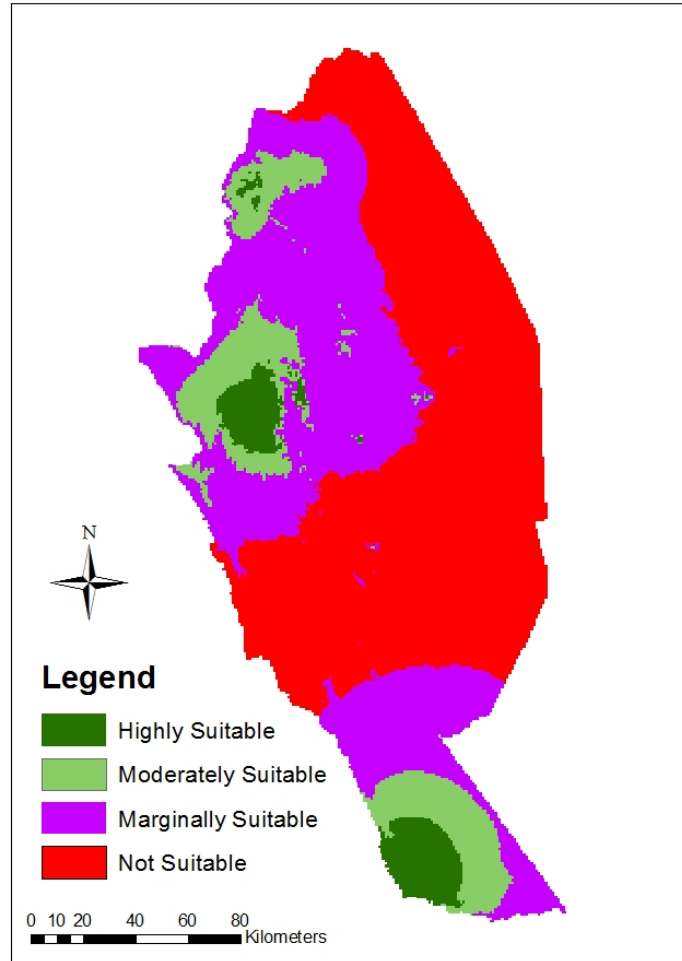 N
Legend
Highly Suitable
Moderately Suitable
Marginally Suitable
Not Suitable
0 10 20 40 60 80
Kilometers